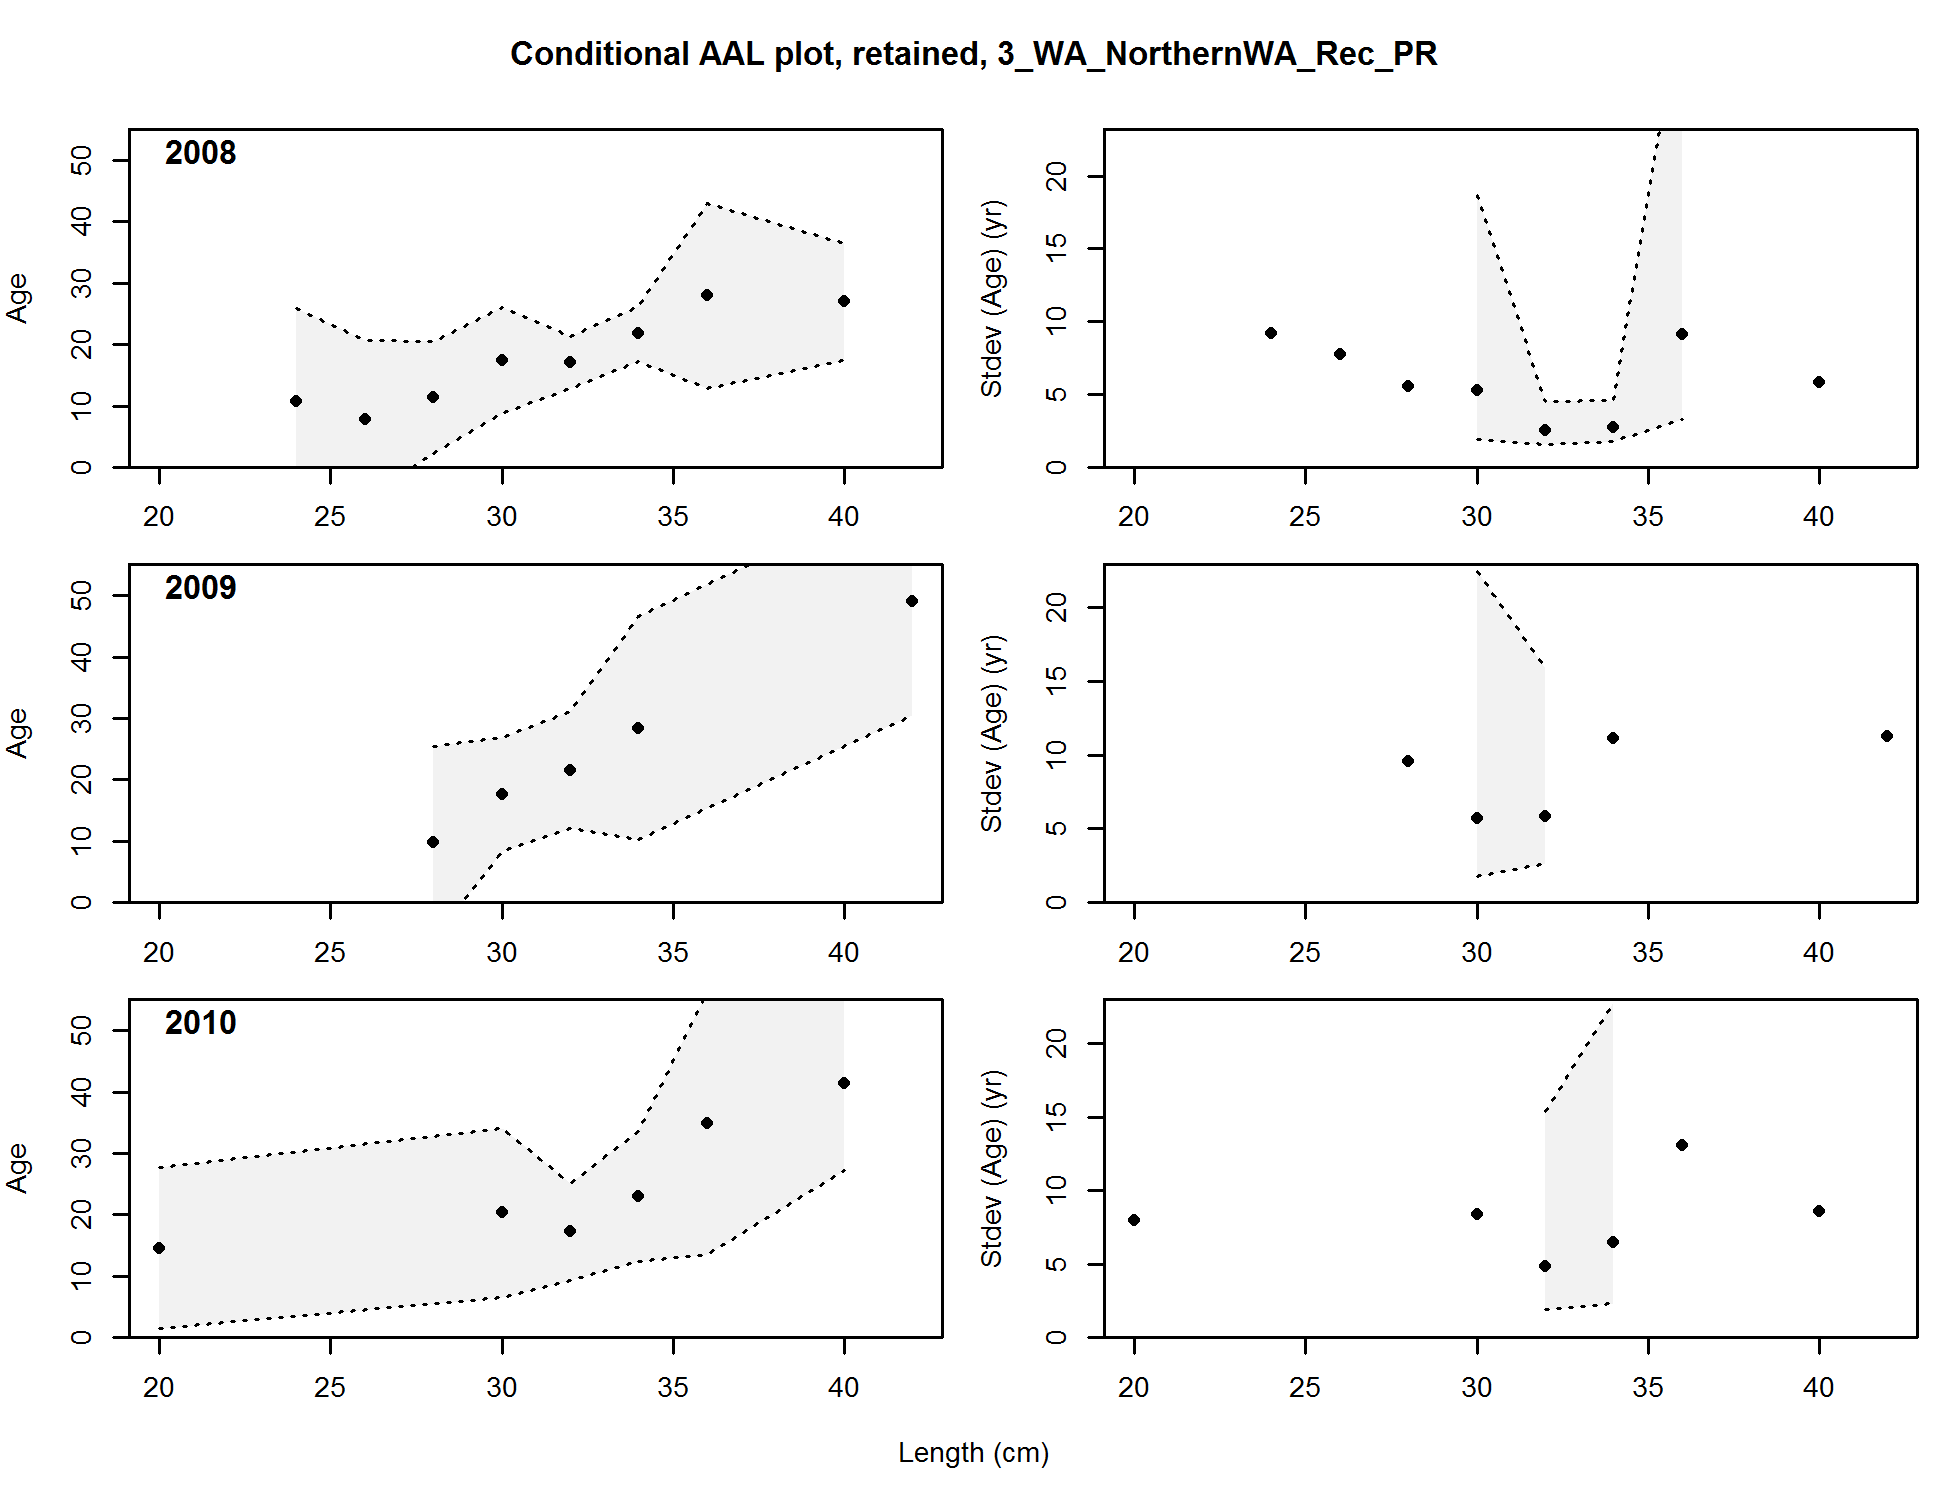 Conditional AAL plot, retained, 3_WA_NorthernWA_Rec_PR
2008
Age
0 10 20 30 40 50
20 25 30 35 40
Stdev (Age) (yr)
0 5 10 15 20
20 25 30 35 40
2009
Age
0 10 20 30 40 50
20 25 30 35 40
Stdev (Age) (yr)
0 5 10 15 20
20 25 30 35 40
2010
Age
0 10 20 30 40 50
20 25 30 35 40
Stdev (Age) (yr)
0 5 10 15 20
20 25 30 35 40
Length (cm)